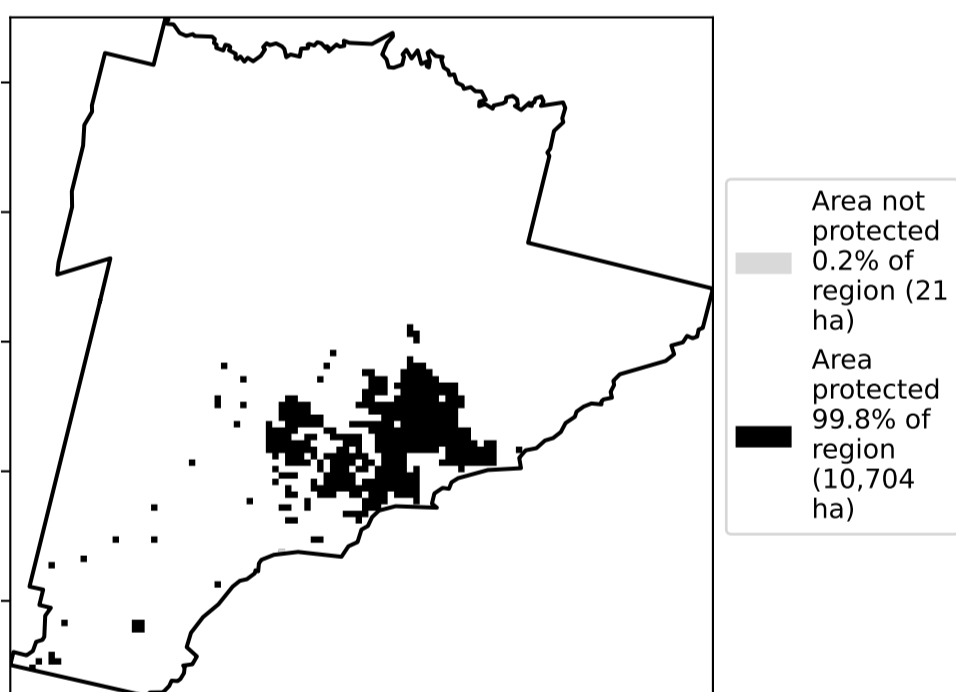 Area not
protected
0.2% of
region (21
ha)
Area
protected
99.8% of
region
(10,704
ha)